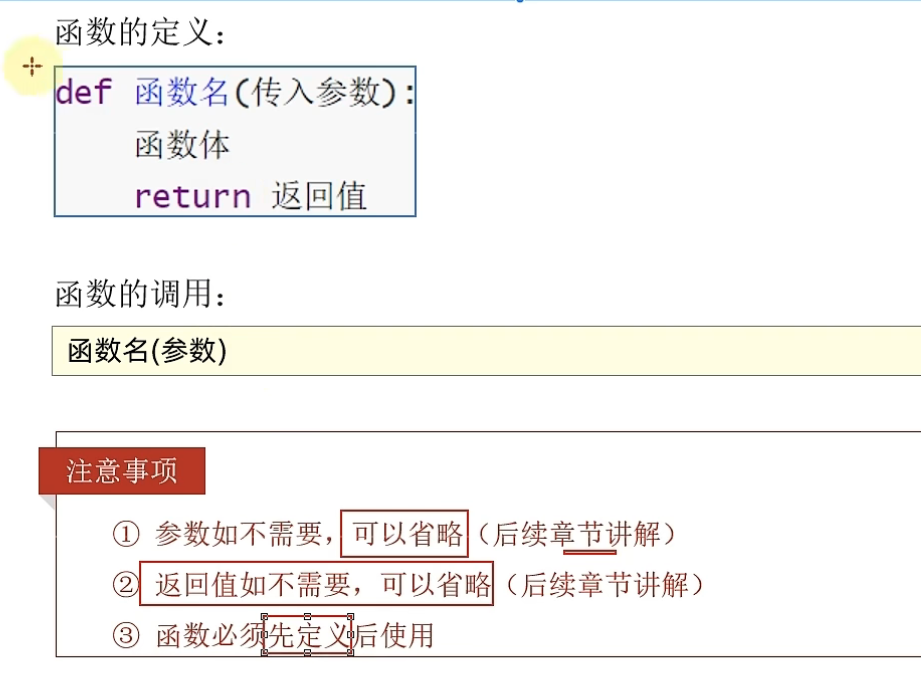 函数的定义：
def 函数名(传入参数):
函数体
return 返回值
函数的调用：
函数名(参数)
注意事项
① 参数如不需要，可以省略（后续章节讲解）
② 返回值如不需要，可以省略（后续章节讲解）
③ 函数必须先定义后使用